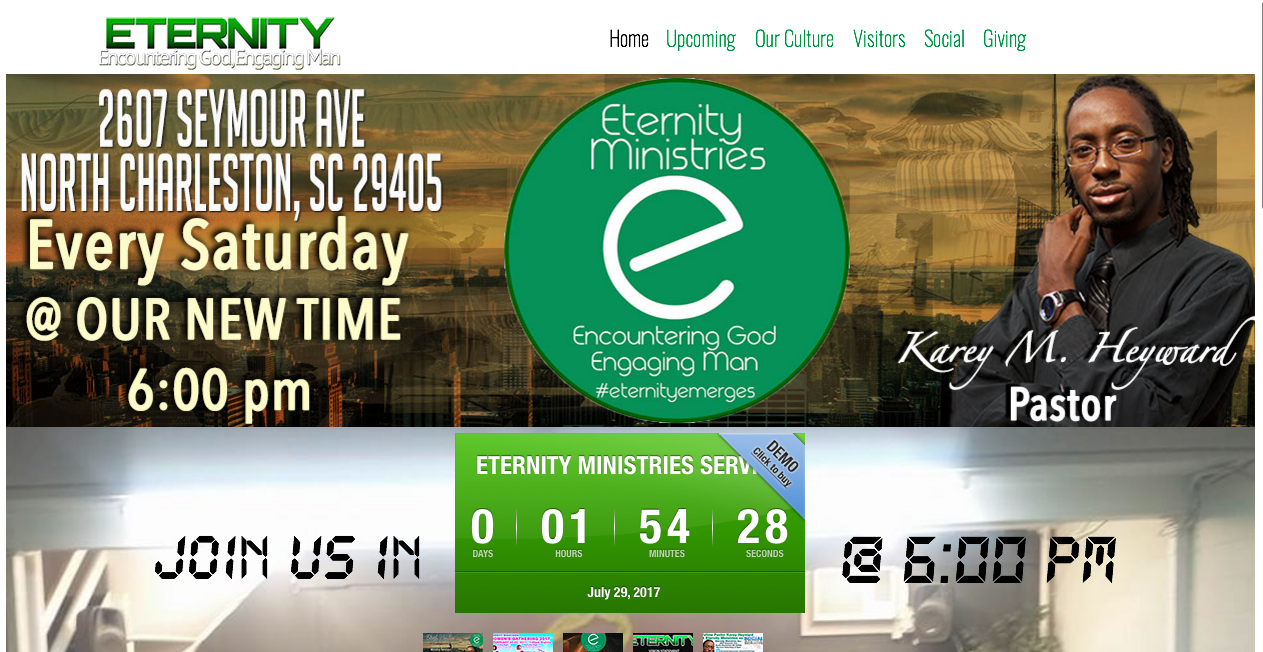 ETERNITY
Encountering God, Engaging Man
Home Upcoming Our Culture Visitors Social Giving
2607 SEYMOUR AVE
NORTH CHARLESTON, SC 29405
Every Saturday
@ OUR NEW TIME
6:00 pm
Eternity
Ministries
e
Encountering God
Engaging Man
#eternityemerges
Karey M. Heyward
Pastor
ETERNITY MINISTRIES
DEMO
Click to buy
JOIN US IN
0 01 54 28
DAYS HOURS MINUTES SECONDS
@ 6:00 PM
July 29, 2017
e
ETERNITY